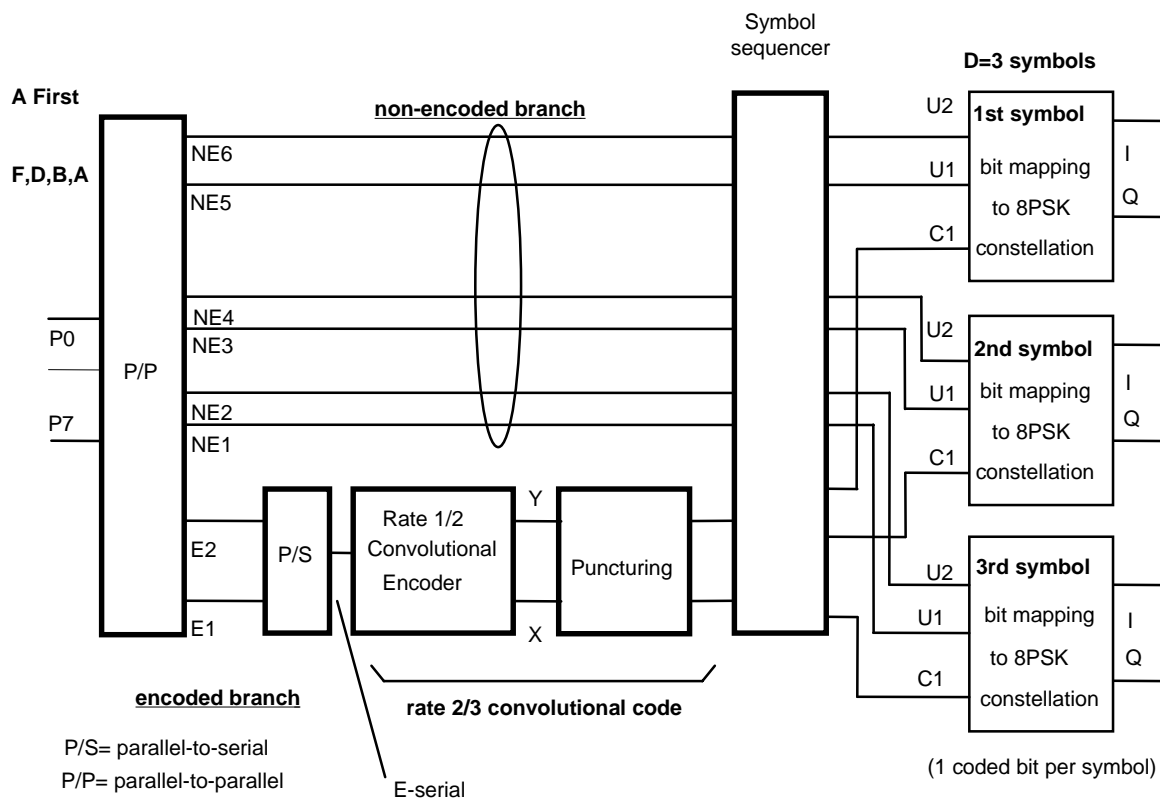 Symbol
sequencer
D=3 symbols
A First
non-encoded branch
F,D,B,A
NE6
NE5
NE4
NE3
NE2
NE1
P0
P7
P/P
E2
E1
P/S
Rate 1/2
Convolutional
Encoder
Y
X
Puncturing
U2
U1
C1
1st symbol
bit mapping
to 8PSK
constellation
I
Q
U2
U1
C1
2nd symbol
bit mapping
to 8PSK
constellation
I
Q
U2
U1
C1
3rd symbol
bit mapping
to 8PSK
constellation
I
Q
encoded branch
rate 2/3 convolutional code
P/S= parallel-to-serial
P/P= parallel-to-parallel
E-serial
(1 coded bit per symbol)